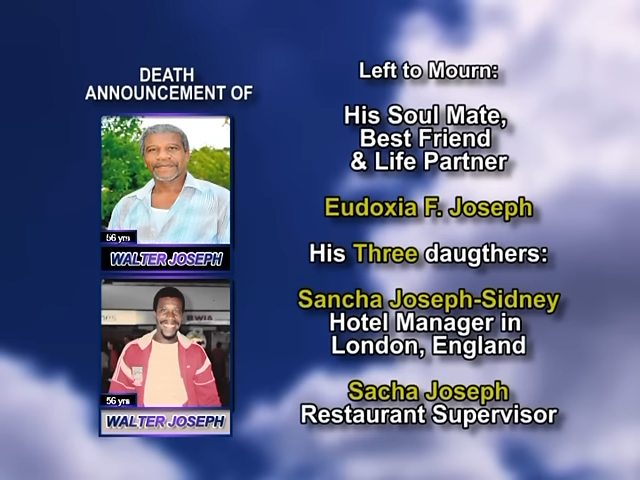 DEATH
ANNOUNCEMENT OF
56 yrs
WALTER JOSEPH
BWIA
56 yrs
WALTER JOSEPH
Left to Mourn:
His Soul Mate,
Best Friend
& Life Partner
Eudoxia F. Joseph
His Three daugthers:
Sancha Joseph-Sidney
Hotel Manager in
London, England
Sacha Joseph
Restaurant Supervisor